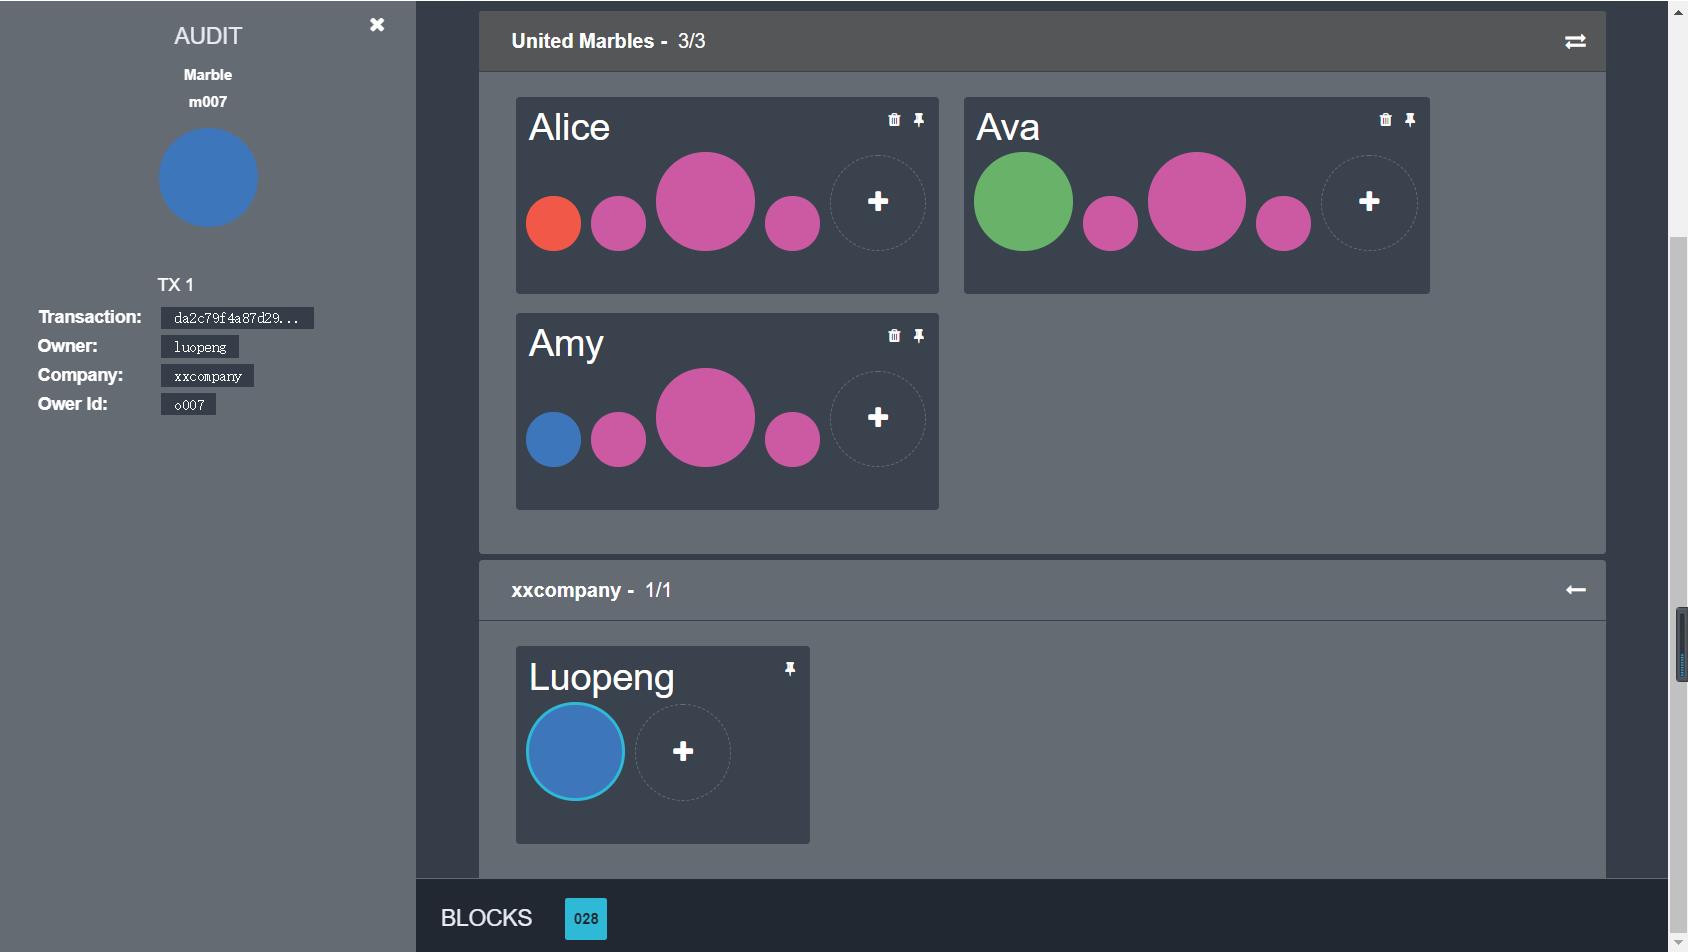 AUDIT
Marble
m007
TX 1
Transaction: da2c79f4a87d29...
Owner: luopeng
Company: xxcompany
Ower Id: o007
United Marbles - 3/3
Alice
Ava
Amy
xxcompany - 1/1
Luopeng
BLOCKS 028